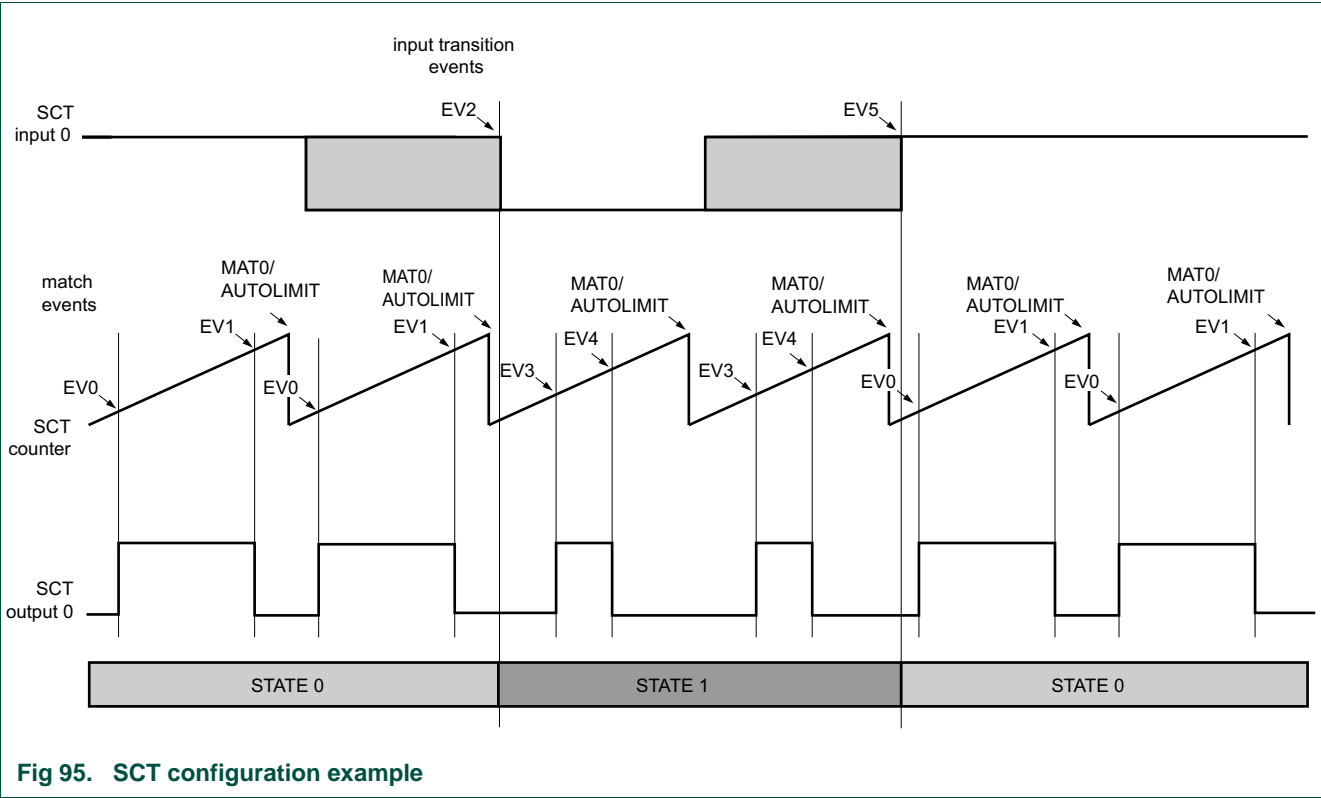 input transition
events
SCT
input 0
EV2
EV5
match
events
MAT0/
AUTOLIMIT
MAT0/
AUTOLIMIT
MAT0/
AUTOLIMIT
MAT0/
AUTOLIMIT
MAT0/
AUTOLIMIT
MAT0/
AUTOLIMIT
EV0
EV1
EV0
EV1
EV3
EV4
EV3
EV4
EV0
EV1
EV0
EV1
SCT
counter
SCT
output 0
STATE 0
STATE 1
STATE 0
Fig 95. SCT configuration example